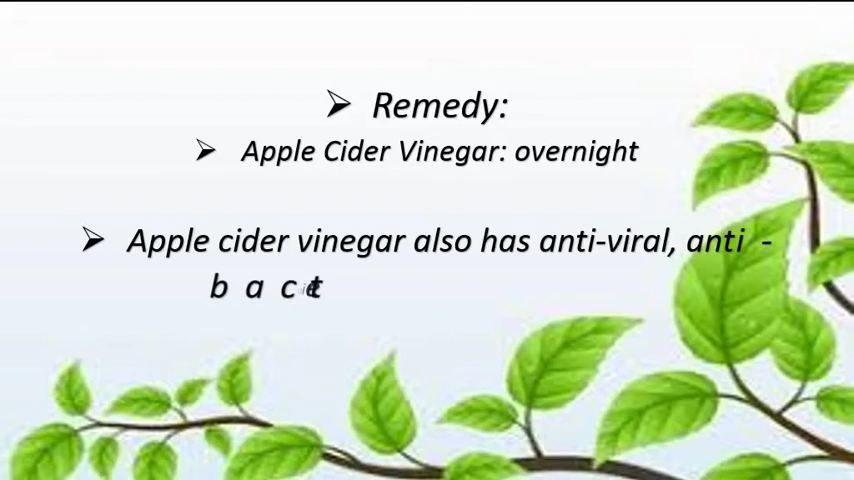 ➢ Remedy:
➢ Apple Cider Vinegar: overnight
➢ Apple cider vinegar also has anti-viral, anti -
b a c t